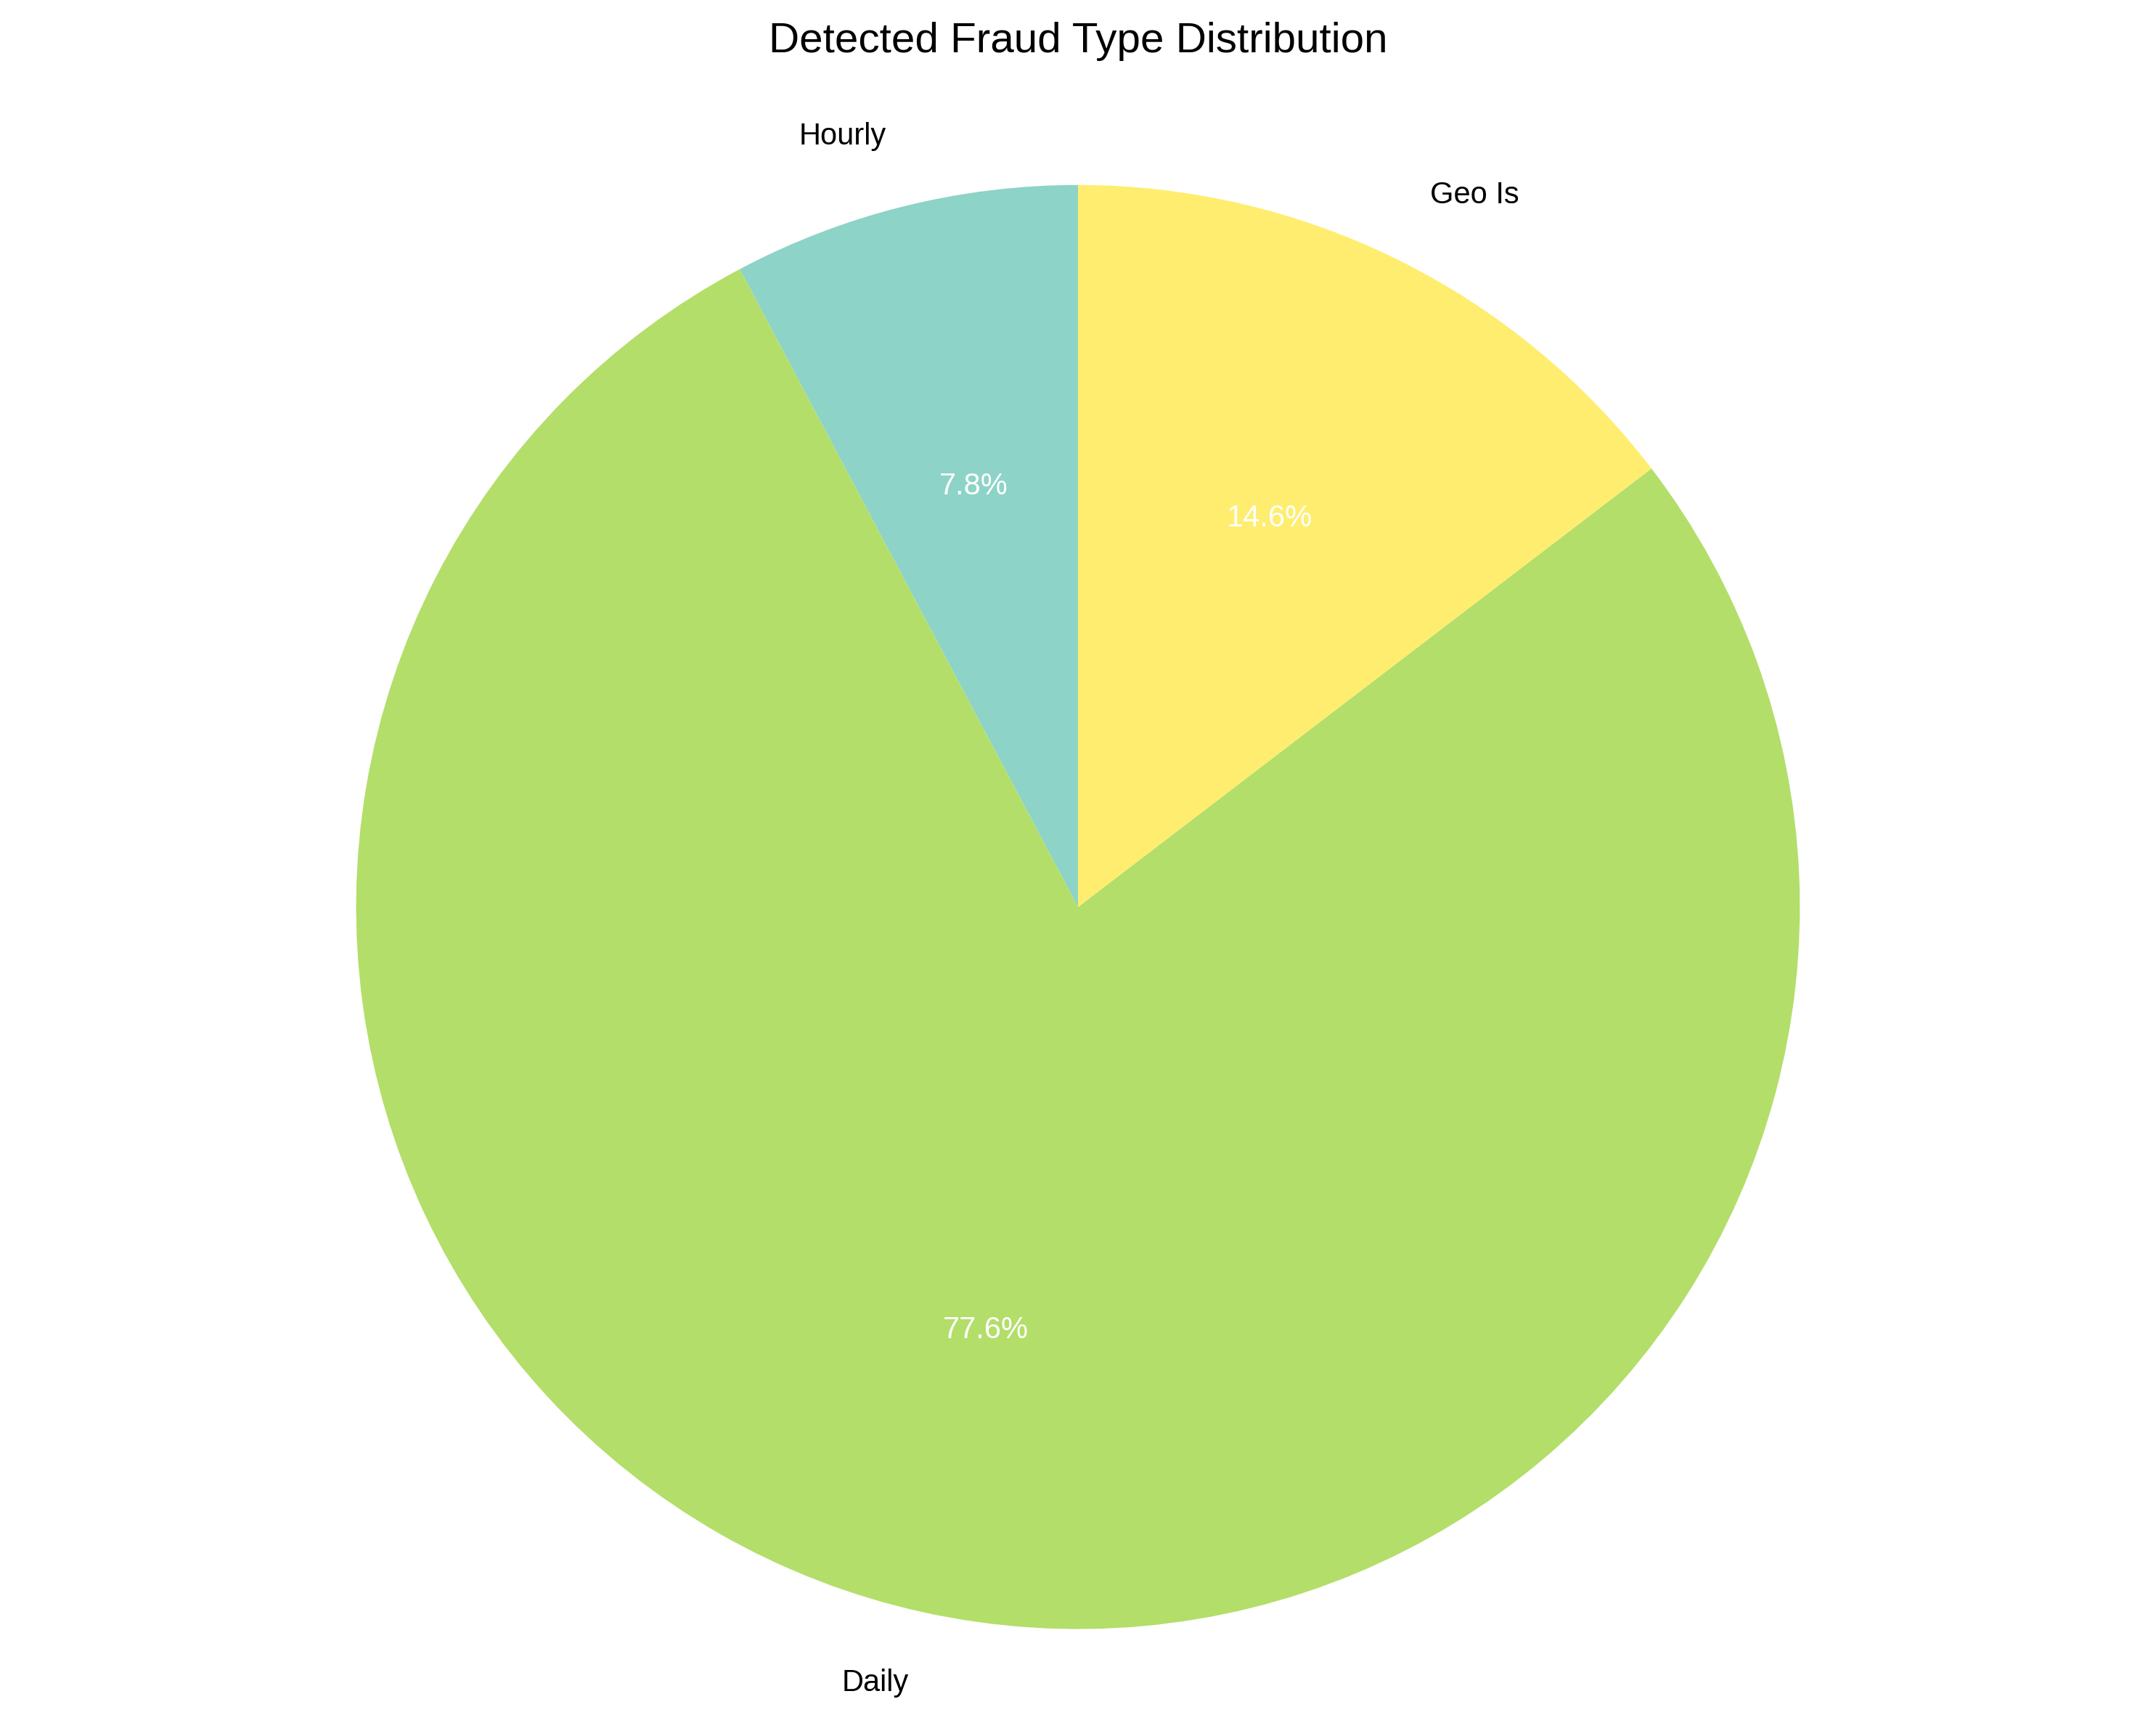 Detected Fraud Type Distribution
Hourly
Geo Is
7.8%
14.6%
77.6%
Daily